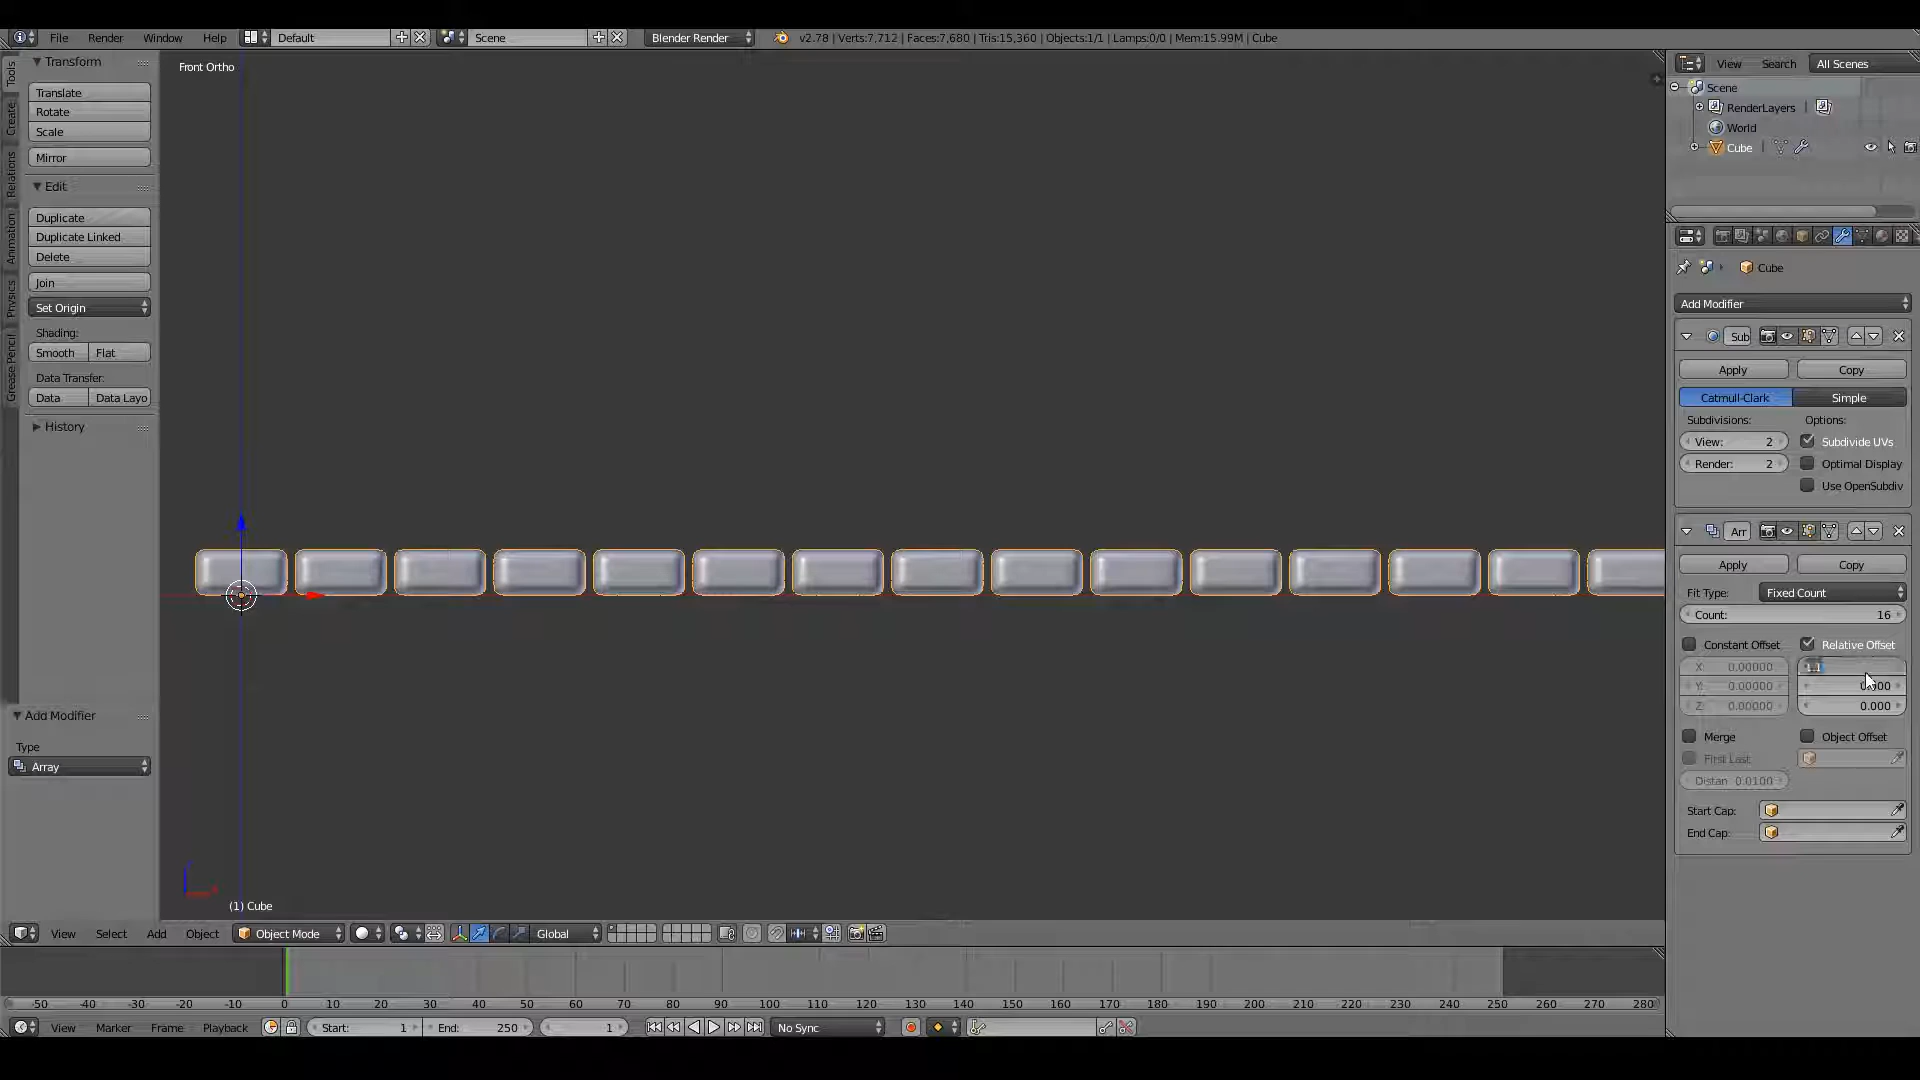 File Render Window Help Default Scene Blender Render v2.78 | Verts:7,712 | Faces:7,680 | Tris:15,360 | Objects:1/1 | Lamps:0/0 | Mem:15.99M | Cube
Tools
Create
Relations
Animation
Physics
Grease Pencil
Transform
Translate
Rotate
Scale
Mirror
Edit
Duplicate
Duplicate Linked
Delete
Join
Set Origin
Shading:
Smooth Flat
Data Transfer:
Data Data Layo
History
Add Modifier
Type
Array
Front Ortho
(1) Cube
View Search All Scenes
Scene
RenderLayers |
World
Cube |
Cube
Add Modifier
Sub
Apply Copy
Catmull-Clark Simple
Subdivisions: Options:
View: 2 Subdivide UVs
Render: 2 Optimal Display
Use OpenSubdiv
Arr
Apply Copy
Fit Type: Fixed Count
Count: 16
Constant Offset Relative Offset
X: 0.00000 1.1
Y: 0.00000 0.000
Z: 0.00000 0.000
Merge Object Offset
First Last
Distan 0.0100
Start Cap:
End Cap:
View Select Add Object Object Mode Global
-50 -40 -30 -20 -10 0 10 20 30 40 50 60 70 80 90 100 110 120 130 140 150 160 170 180 190 200 210 220 230 240 250 260 270 280
View Marker Frame Playback Start: 1 End: 250 1 No Sync